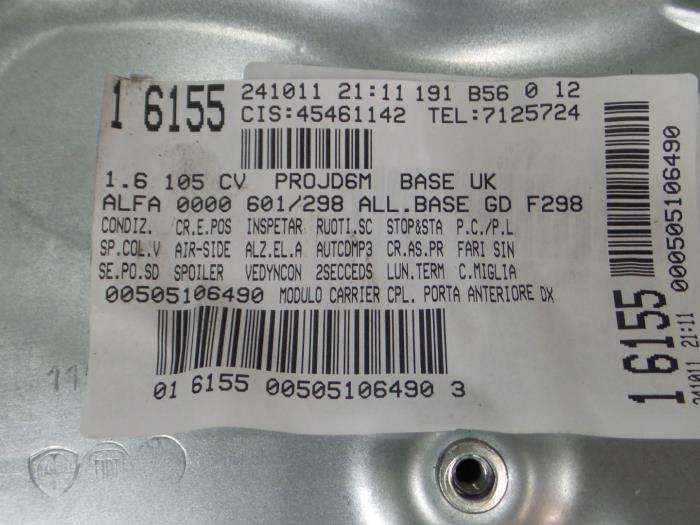 1 6155
241011 21:11 191 B56 0 12
CIS:45461142 TEL:7125724
1.6 105 CV PROJD6M BASE UK
ALFA 0000 601/298 ALL.BASE GD F298
CONDIZ. CR.E.POS INSPETAR RUOTI.SC STOP&STA P.C./P.L
SP.COL.V AIR-SIDE ALZ.EL.A AUTCDMP3 CR.AS.PR FARI SIN
SE.PO.SD SPOILER VEDYNCON 2SECCEDS LUN.TERM C.MIGLIA
00505106490 MODULO CARRIER CPL. PORTA ANTERIORE DX
01 6155 00505106490 3
1 6155
241011 21:11
00505106490
11
FIAT